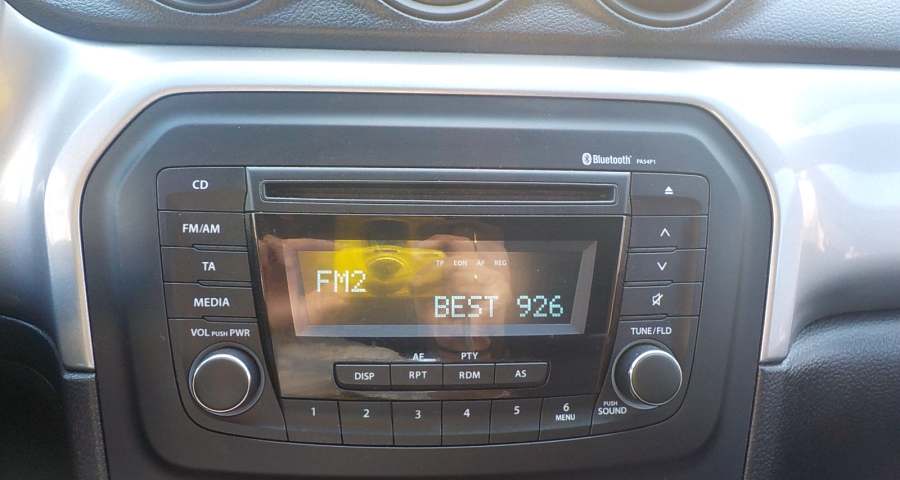 Bluetooth PA54P1
CD
FM/AM
TA
MEDIA
VOL PUSH PWR
TP EON AF REG
FM2
BEST 926
AF PTY
DISP RPT RDM AS
1 2 3 4 5 6
MENU
TUNE/FLD
PUSH
SOUND